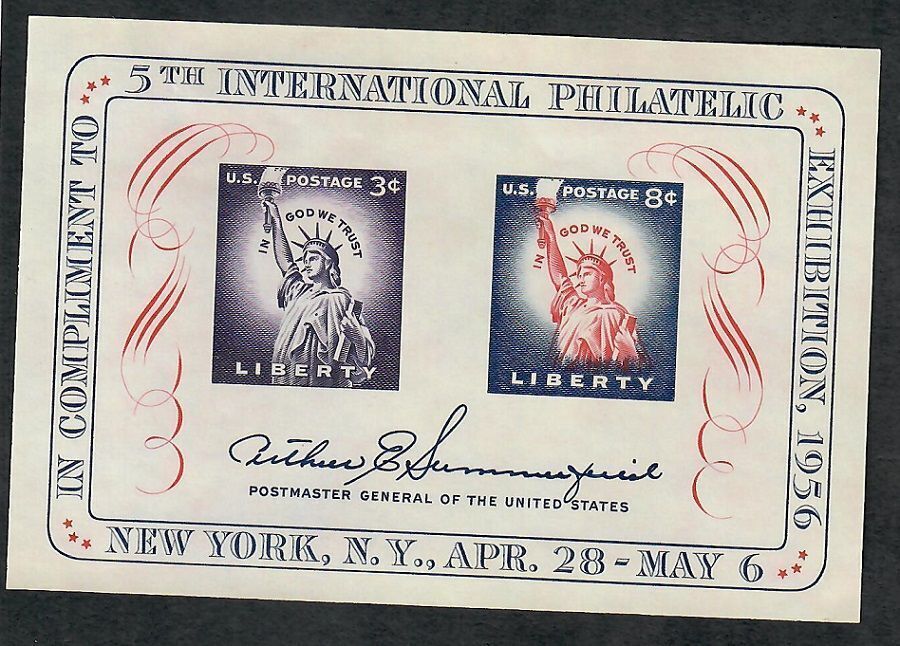 IN COMPLIMENT TO
5TH INTERNATIONAL PHILATELIC
EXHIBITION, 1956
U.S. POSTAGE 3¢
IN GOD WE TRUST
LIBERTY
U.S. POSTAGE 8¢
IN GOD WE TRUST
LIBERTY
Arthur E Summerfield
POSTMASTER GENERAL OF THE UNITED STATES
NEW YORK, N.Y., APR. 28 - MAY 6